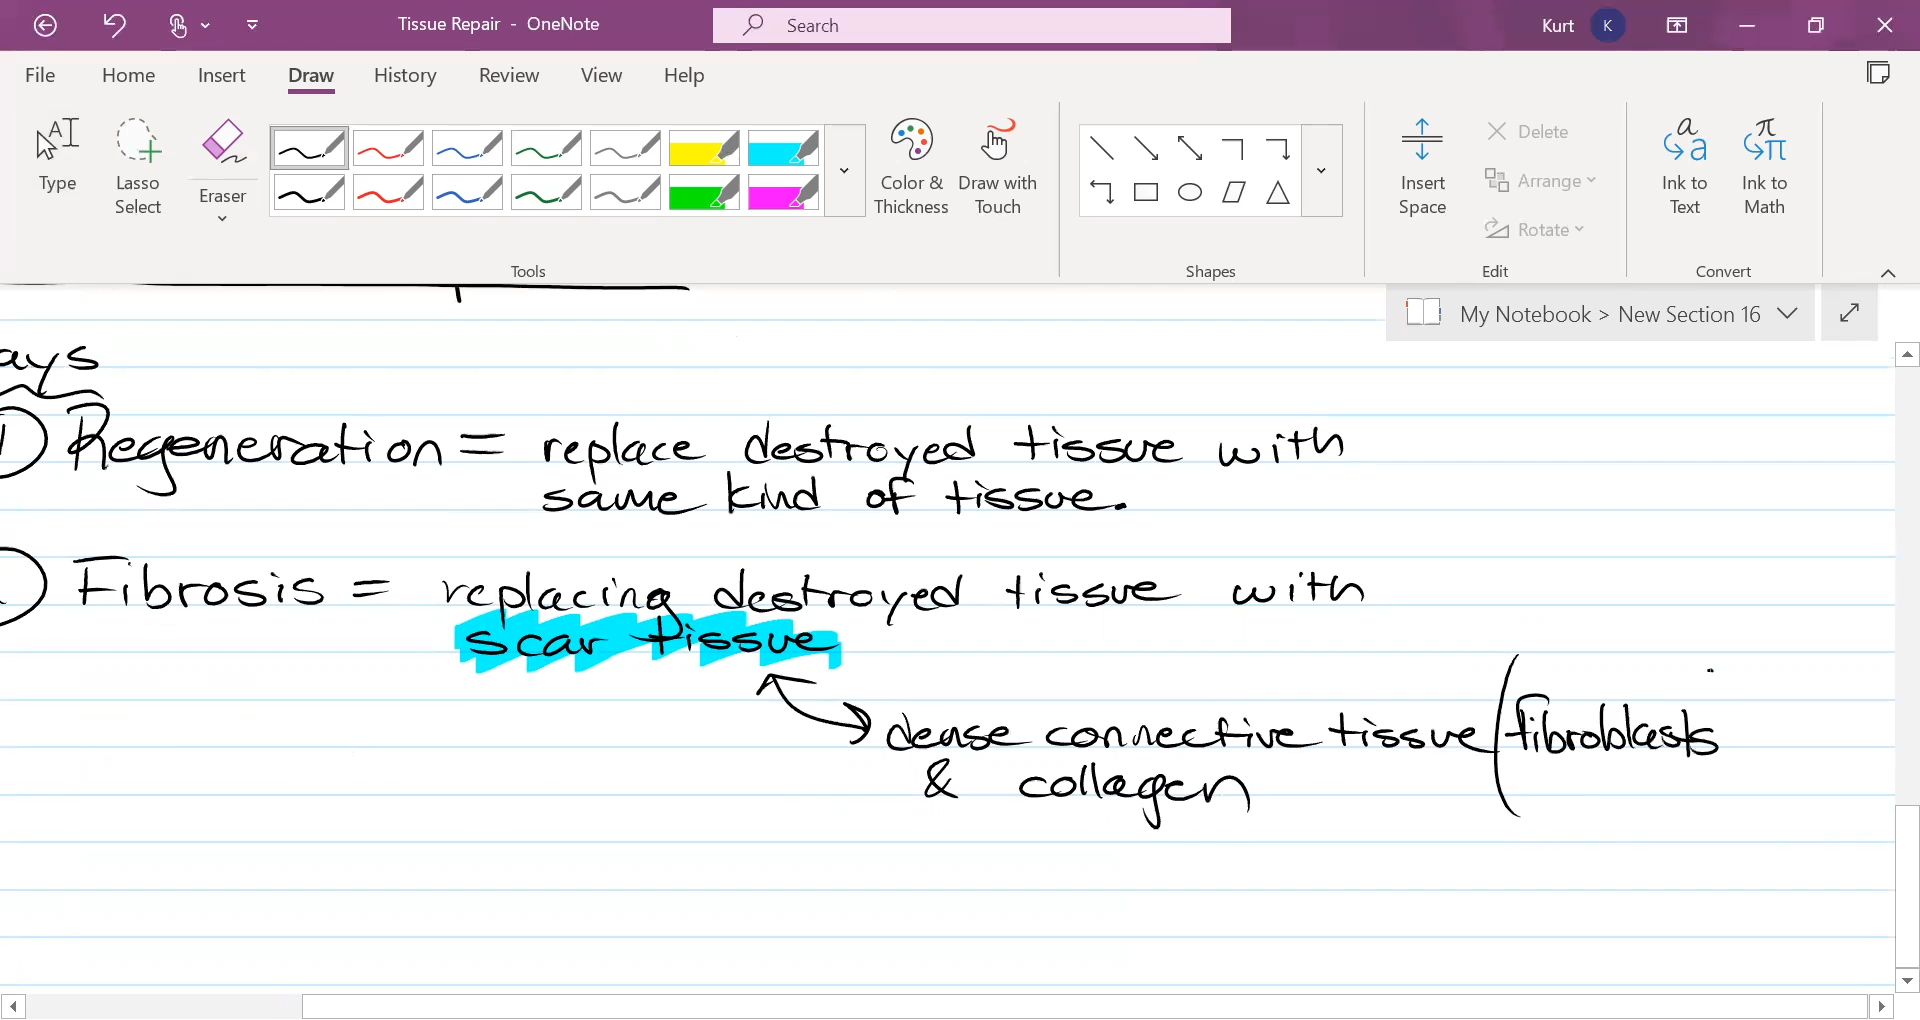 Tissue Repair - OneNote
Search
Kurt
K
File Home Insert Draw History Review View Help
Type
Lasso Select
Eraser
Color & Thickness
Draw with Touch
Insert Space
Delete
Arrange
Rotate
Ink to Text
Ink to Math
Tools
Shapes
Edit
Convert
My Notebook > New Section 16
ays
1 Regeneration = replace destroyed tissue with
same kind of tissue.
Fibrosis = replacing destroyed tissue with
scar tissue
dense connective tissue (fibroblasts
& collagen